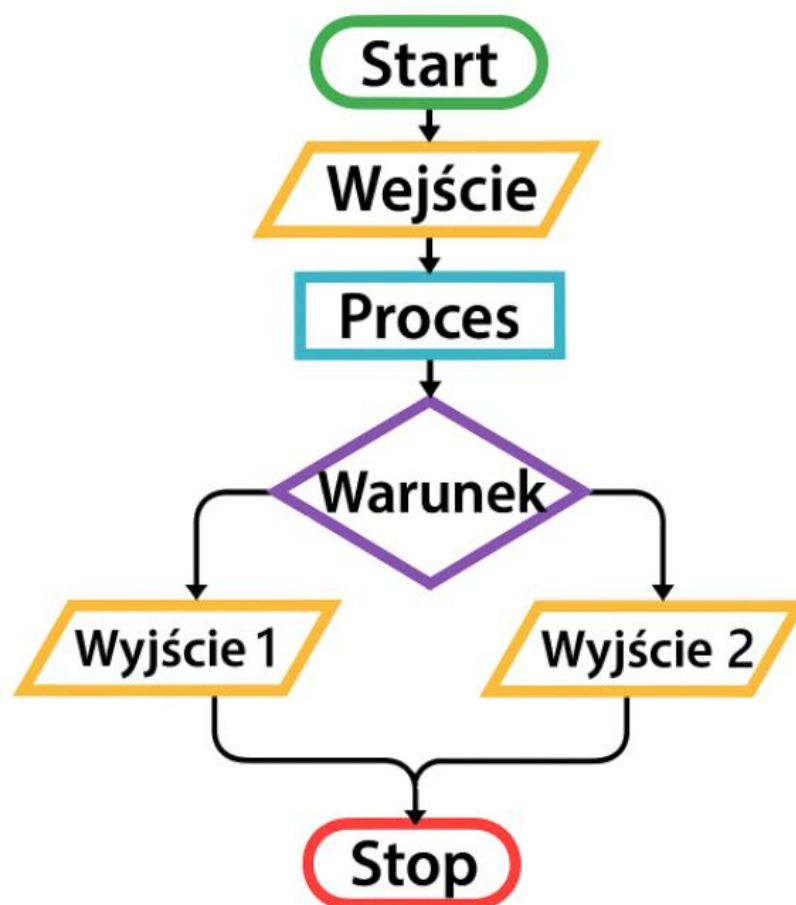 Start
Wejście
Proces
Warunek
Wyjście 1
Wyjście 2
Stop